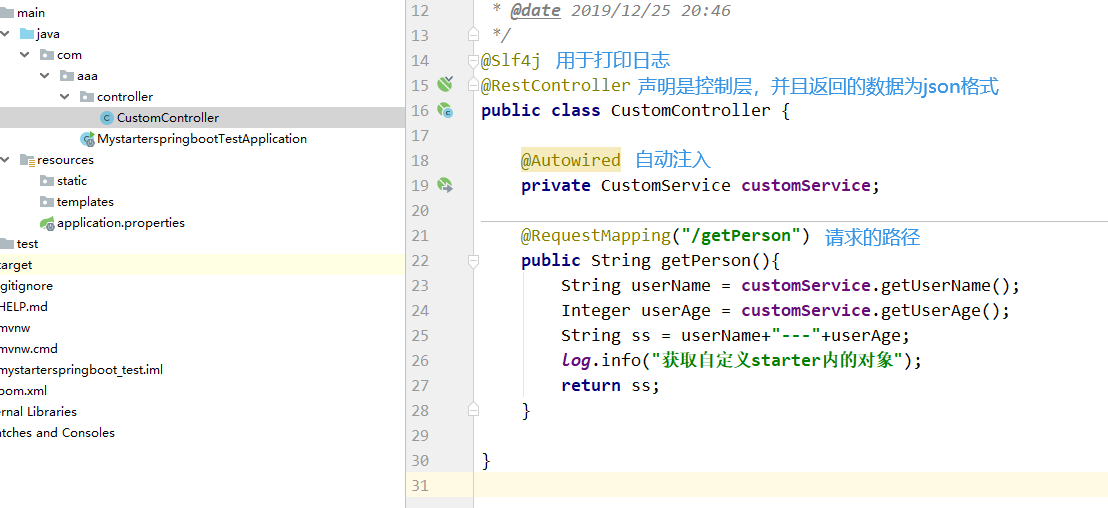 main
java
com
aaa
controller
CustomController
MystarterspringbootTestApplication
resources
static
templates
application.properties
test
target
gitignore
HELP.md
mvnw
mvnw.cmd
mystarterspringboot_test.iml
pom.xml
ernal Libraries
atches and Consoles
12 * @date 2019/12/25 20:46
13 */
14 @Slf4j 用于打印日志
15 @RestController 声明是控制层，并且返回的数据为json格式
16 public class CustomController {
17
18 @Autowired 自动注入
19 private CustomService customService;
20
21 @RequestMapping("/getPerson") 请求的路径
22 public String getPerson(){
23 String userName = customService.getUserName();
24 Integer userAge = customService.getUserAge();
25 String ss = userName+"---"+userAge;
26 log.info("获取自定义starter内的对象");
27 return ss;
28 }
29
30 }
31